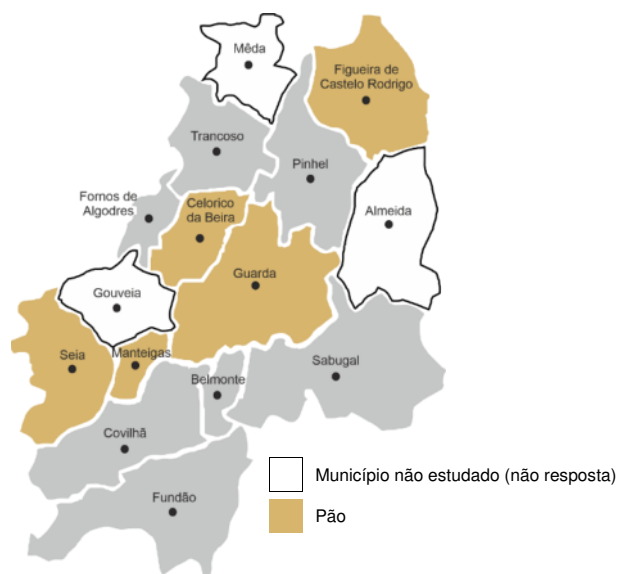 Mêda
Figueira de
Castelo Rodrigo
Trancoso
Pinhel
Fornos de
Algodres
Celorico
da Beira
Almeida
Guarda
Gouveia
Seia
Manteigas
Belmonte
Sabugal
Covilhã
Fundão
Município não estudado (não resposta)
Pão